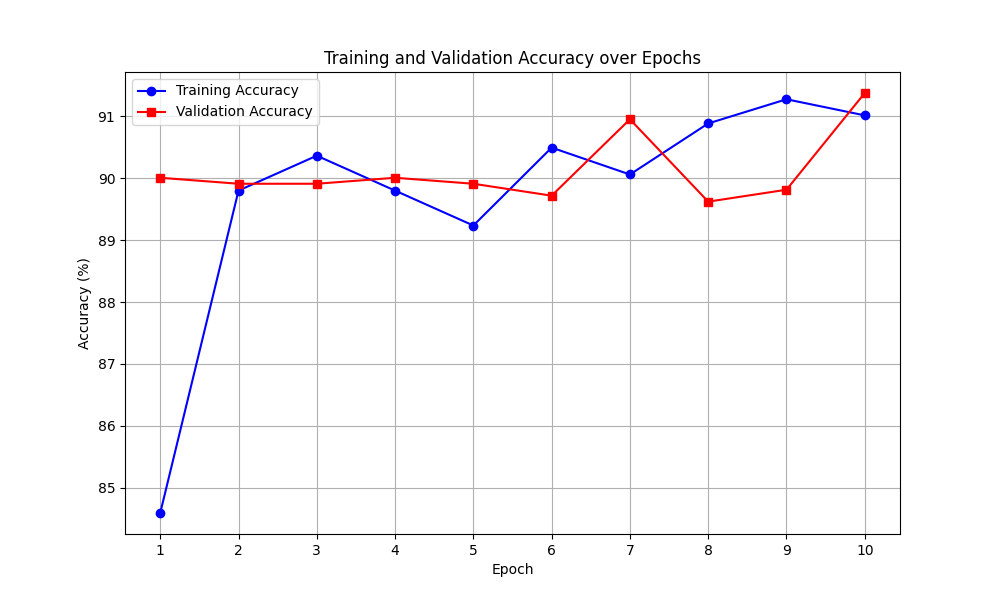 Training and Validation Accuracy over Epochs
Training Accuracy
Validation Accuracy
91
90
89
88
87
86
85
Accuracy (%)
1 2 3 4 5 6 7 8 9 10
Epoch